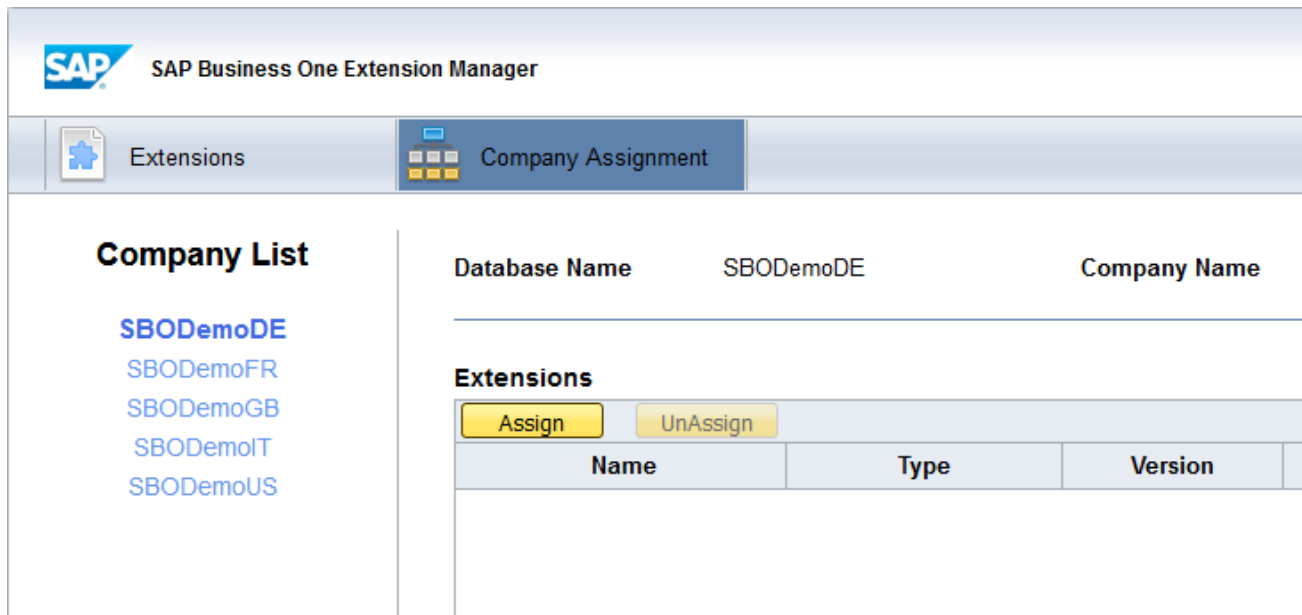 SAP SAP Business One Extension Manager
Extensions Company Assignment
Company List
SBODemoDE
SBODemoFR
SBODemoGB
SBODemoIT
SBODemoUS
Database Name SBODemoDE Company Name
Extensions
Assign UnAssign
Name Type Version